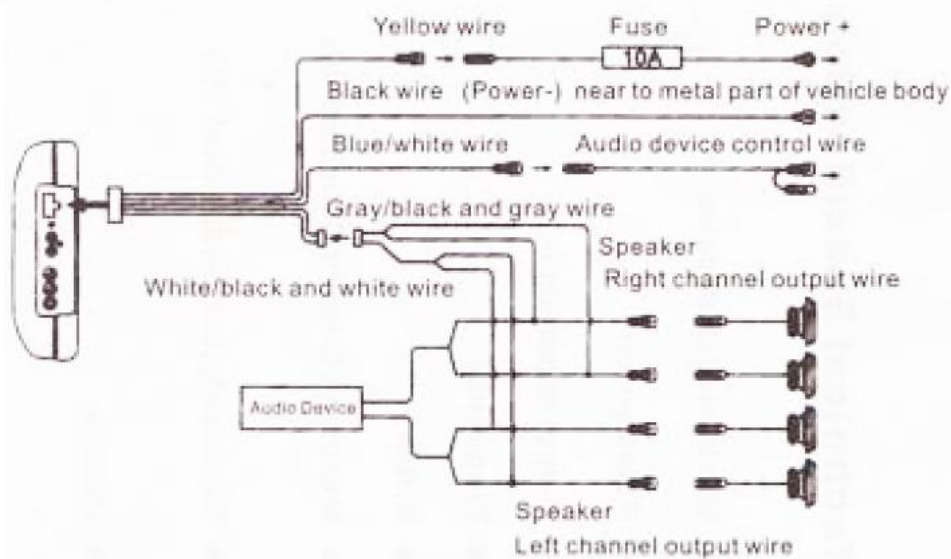 Yellow wire Fuse Power +
10A
Black wire (Power-) near to metal part of vehicle body
Blue/white wire Audio device control wire
Gray/black and gray wire
Speaker
Right channel output wire
White/black and white wire
Audio Device
Speaker
Left channel output wire